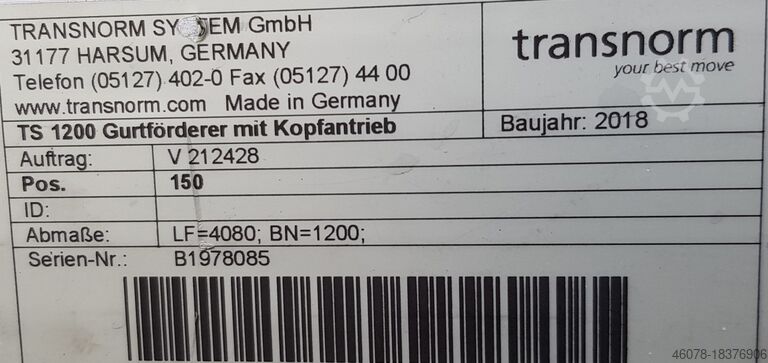 TRANSNORM SYSTEM GmbH
31177 HARSUM, GERMANY
Telefon (05127) 402-0 Fax (05127) 44 00
www.transnorm.com Made in Germany
transnorm
your best move
TS 1200 Gurtförderer mit Kopfantrieb
Baujahr: 2018
Auftrag: V 212428
Pos. 150
ID:
Abmaße: LF=4080; BN=1200;
Serien-Nr.: B1978085
46078-18376906